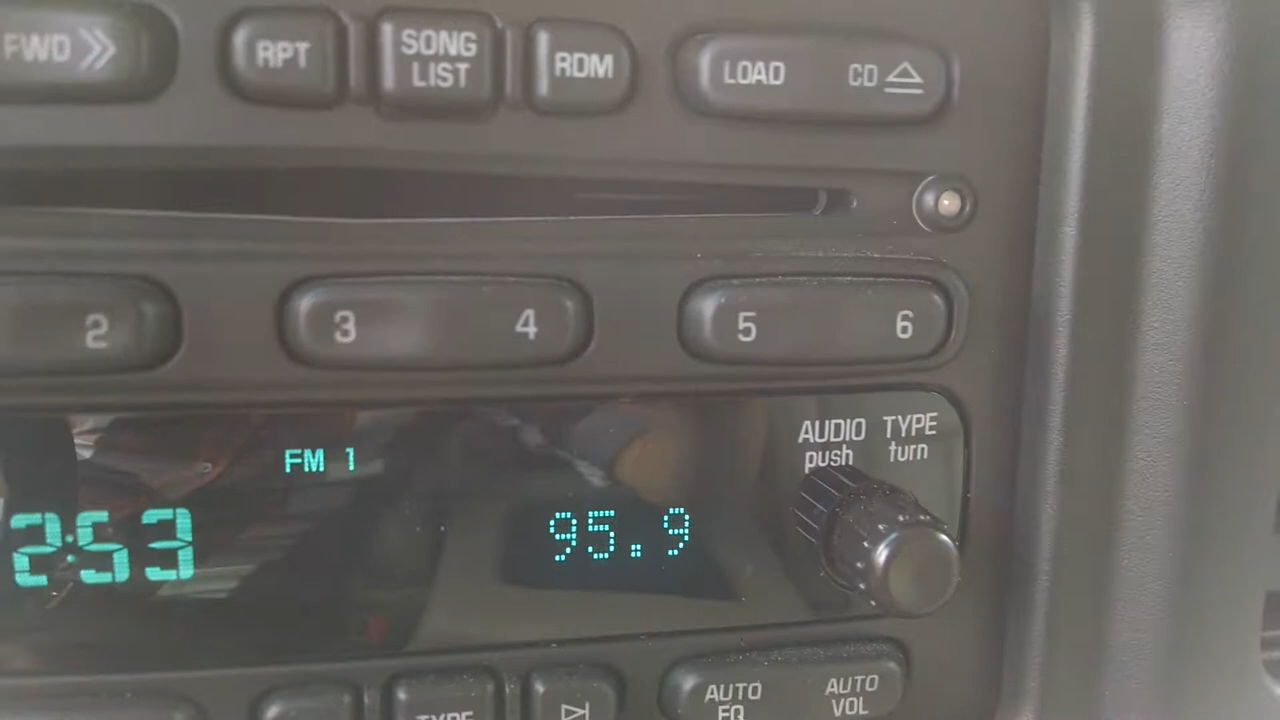 FWD
RPT
SONG
LIST
RDM
LOAD
CD
2
3
4
5
6
AUDIO
push
TYPE
turn
FM 1
2:53
95.9
TYPE
AUTO
EQ
AUTO
VOL